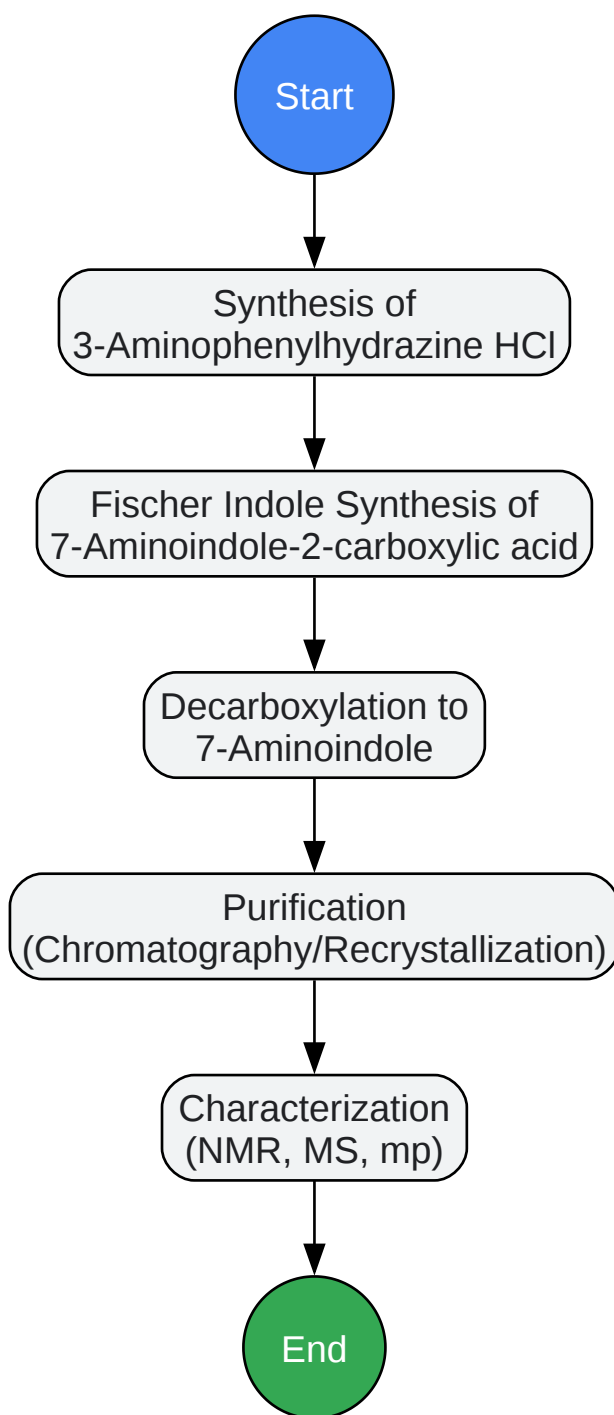 Start
Synthesis of
3-Aminophenylhydrazine HCl
Fischer Indole Synthesis of
7-Aminoindole-2-carboxylic acid
Decarboxylation to
7-Aminoindole
Purification
(Chromatography/Recrystallization)
Characterization
(NMR, MS, mp)
End